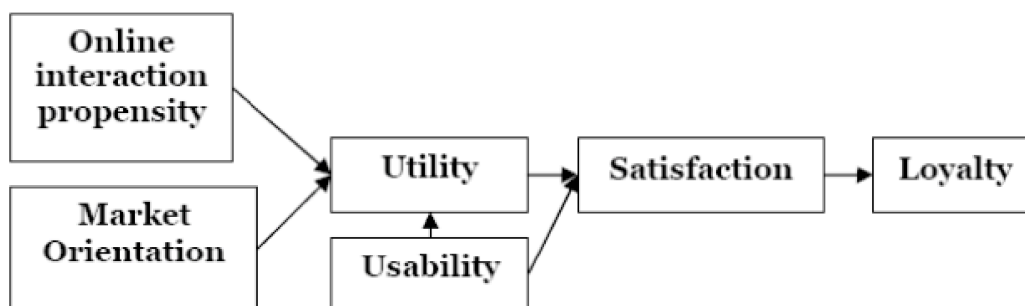 Online
interaction
propensity
Market
Orientation
Utility
Usability
Satisfaction
Loyalty